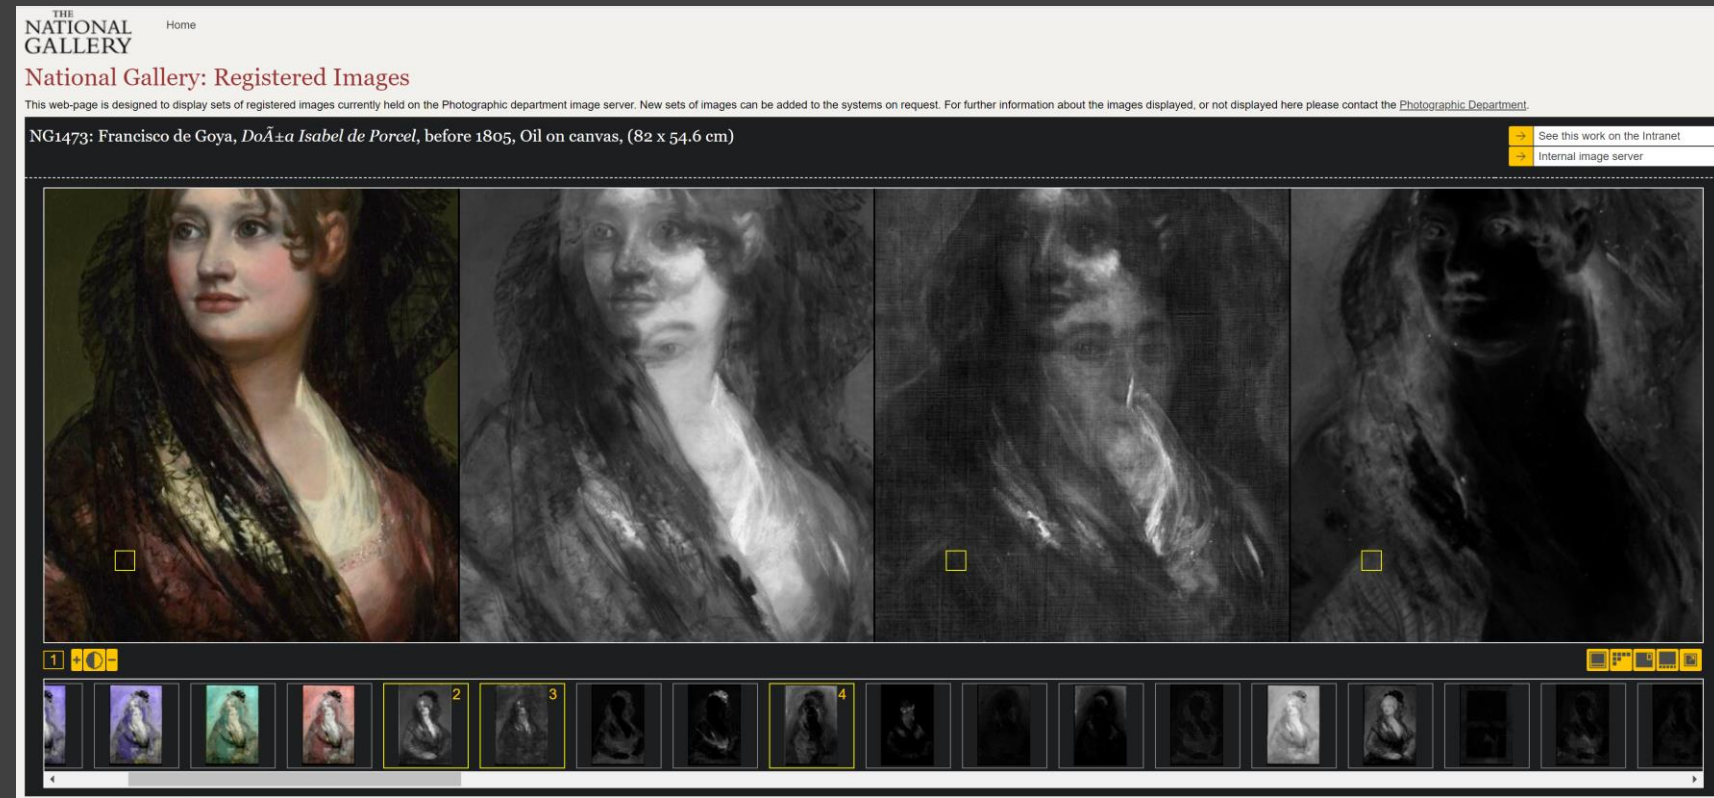 THE
NATIONAL
GALLERY
Home
National Gallery: Registered Images
This web-page is designed to display sets of registered images currently held on the Photographic department image server. New sets of images can be added to the systems on request. For further information about the images displayed, or not displayed here please contact the Photographic Department.
NG1473: Francisco de Goya, DoÃ±a Isabel de Porcel, before 1805, Oil on canvas, (82 x 54.6 cm)
See this work on the Intranet
Internal image server
1
2
3
4